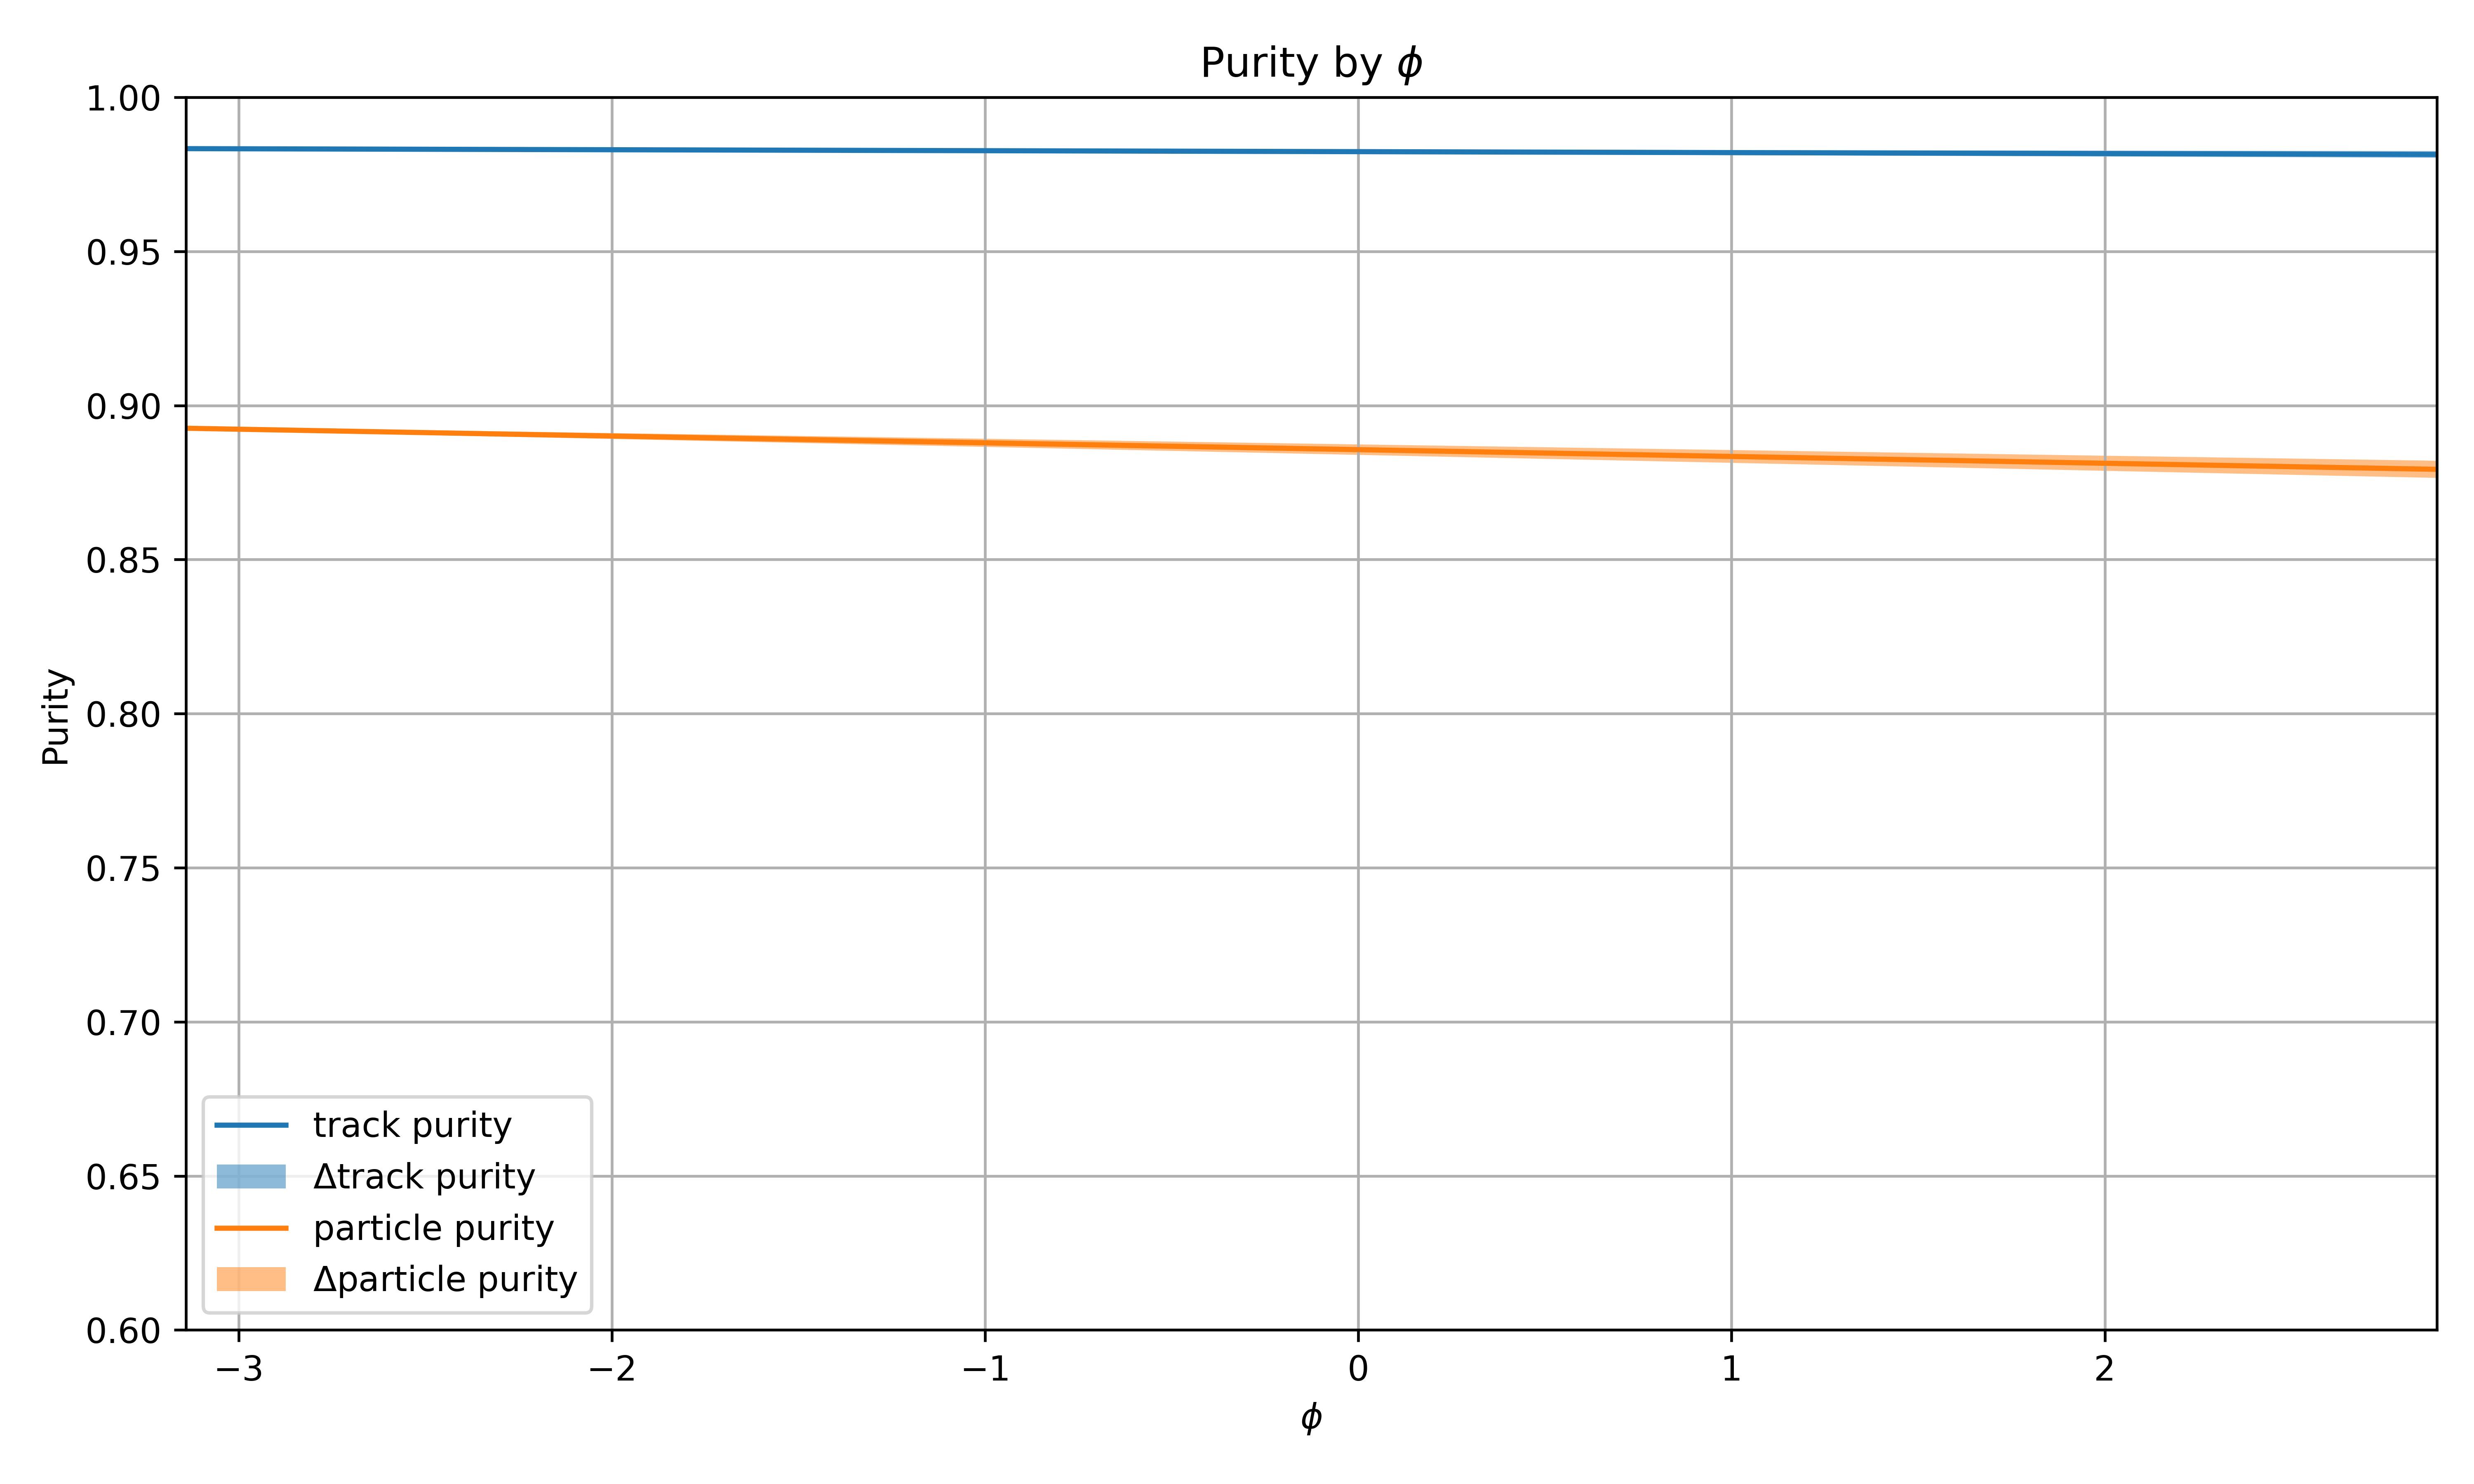 Purity by ϕ
1.00
0.95
0.90
0.85
0.80
0.75
0.70
0.65
0.60
Purity
track purity
Δtrack purity
particle purity
Δparticle purity
−3 −2 −1 0 1 2
ϕ